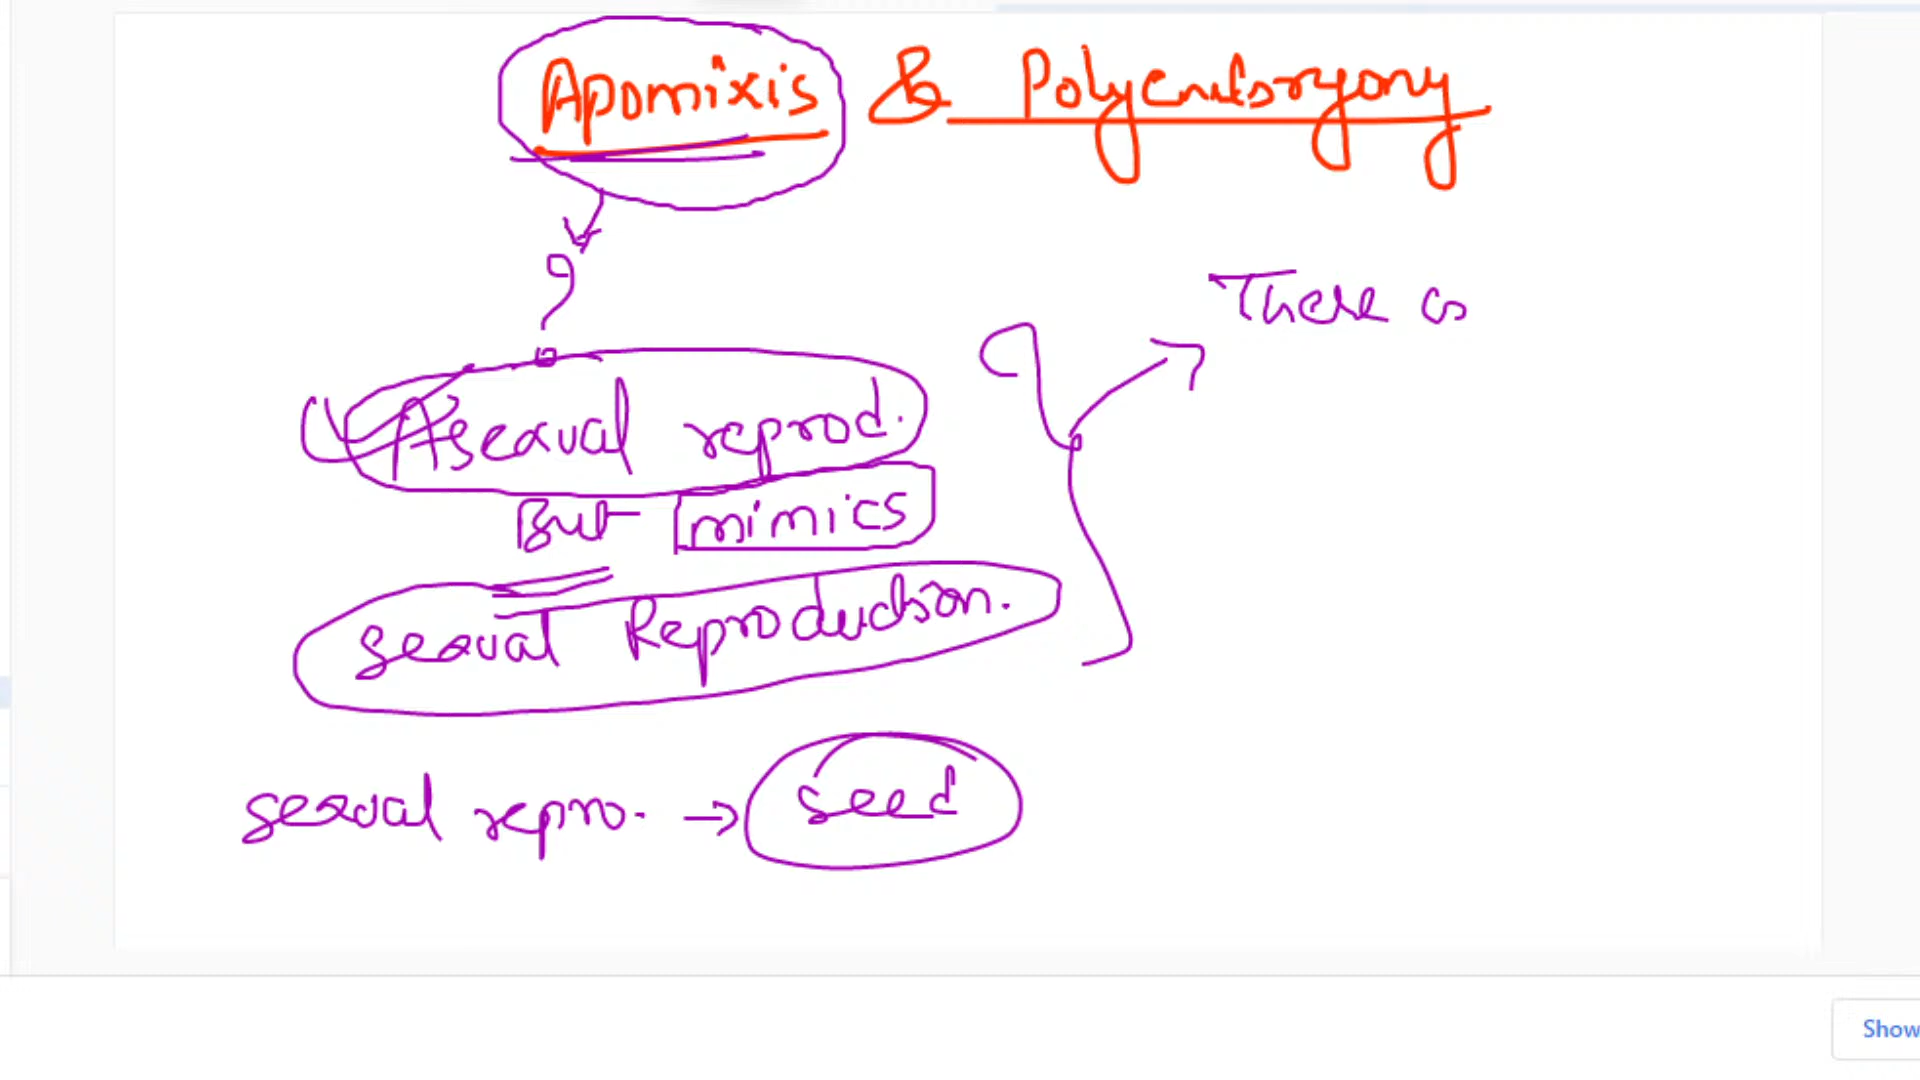 Apomixis & Polyembryony
There is
Asexual reprod.
But mimics
sexual Reproduction.
sexual repro. → seed
Show